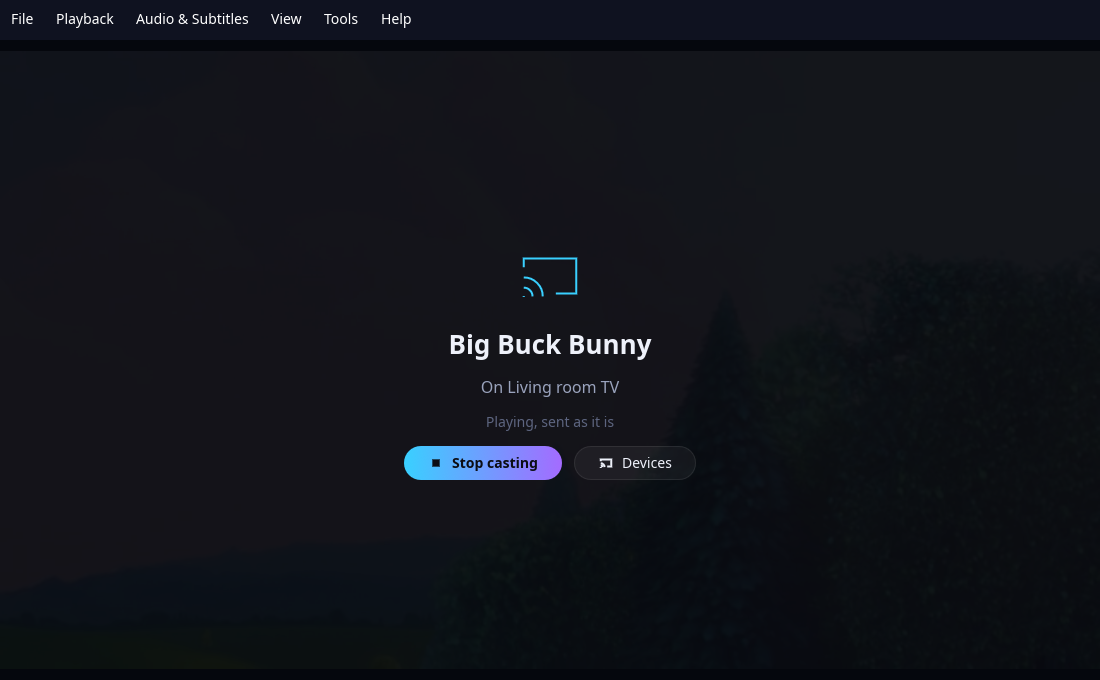 File Playback Audio & Subtitles View Tools Help
Big Buck Bunny
On Living room TV
Playing, sent as it is
Stop casting Devices